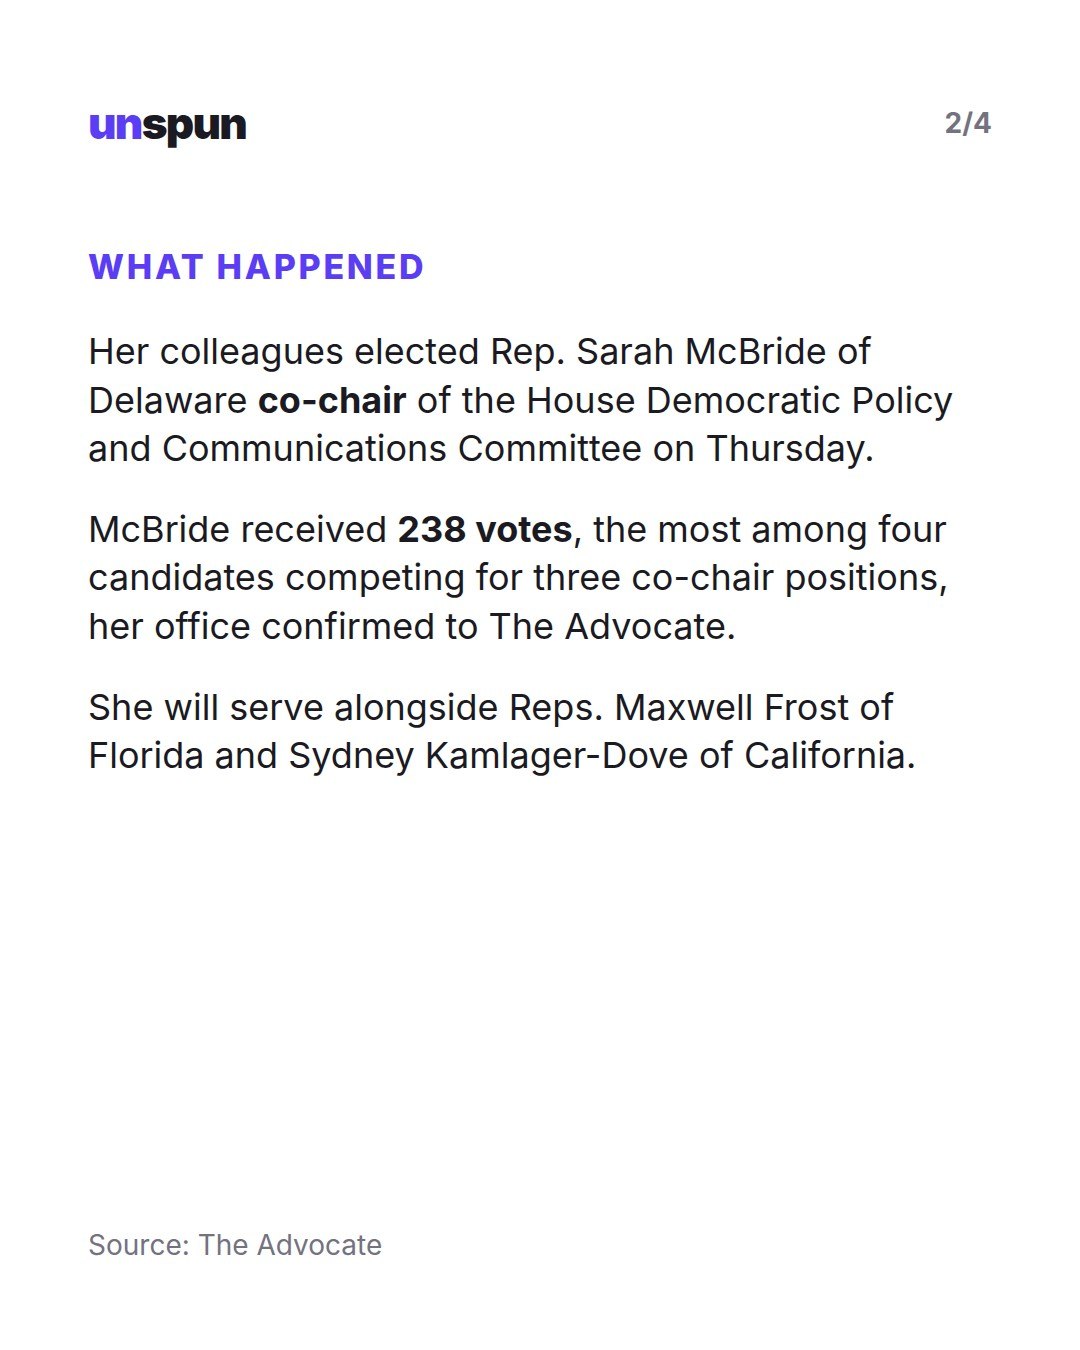 unspun
2/4
WHAT HAPPENED
Her colleagues elected Rep. Sarah McBride of
Delaware co-chair of the House Democratic Policy
and Communications Committee on Thursday.
McBride received 238 votes, the most among four
candidates competing for three co-chair positions,
her office confirmed to The Advocate.
She will serve alongside Reps. Maxwell Frost of
Florida and Sydney Kamlager-Dove of California.
Source: The Advocate